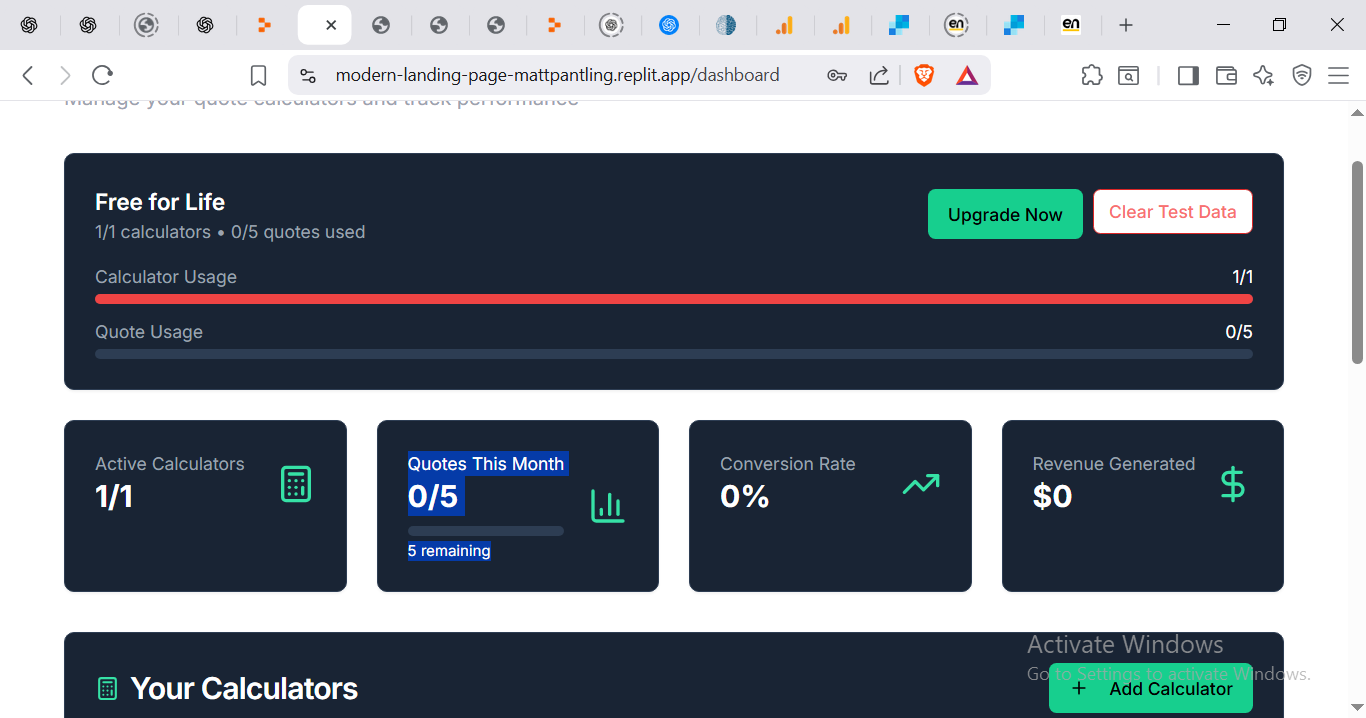 en
en
modern-landing-page-mattpantling.replit.app/dashboard
Manage your quote calculators and track performance
Free for Life
1/1 calculators • 0/5 quotes used
Upgrade Now
Clear Test Data
Calculator Usage
1/1
Quote Usage
0/5
Active Calculators
1/1
Quotes This Month
0/5
5 remaining
Conversion Rate
0%
Revenue Generated
$0
Your Calculators
+ Add Calculator
Activate Windows
Go to Settings to activate Windows.